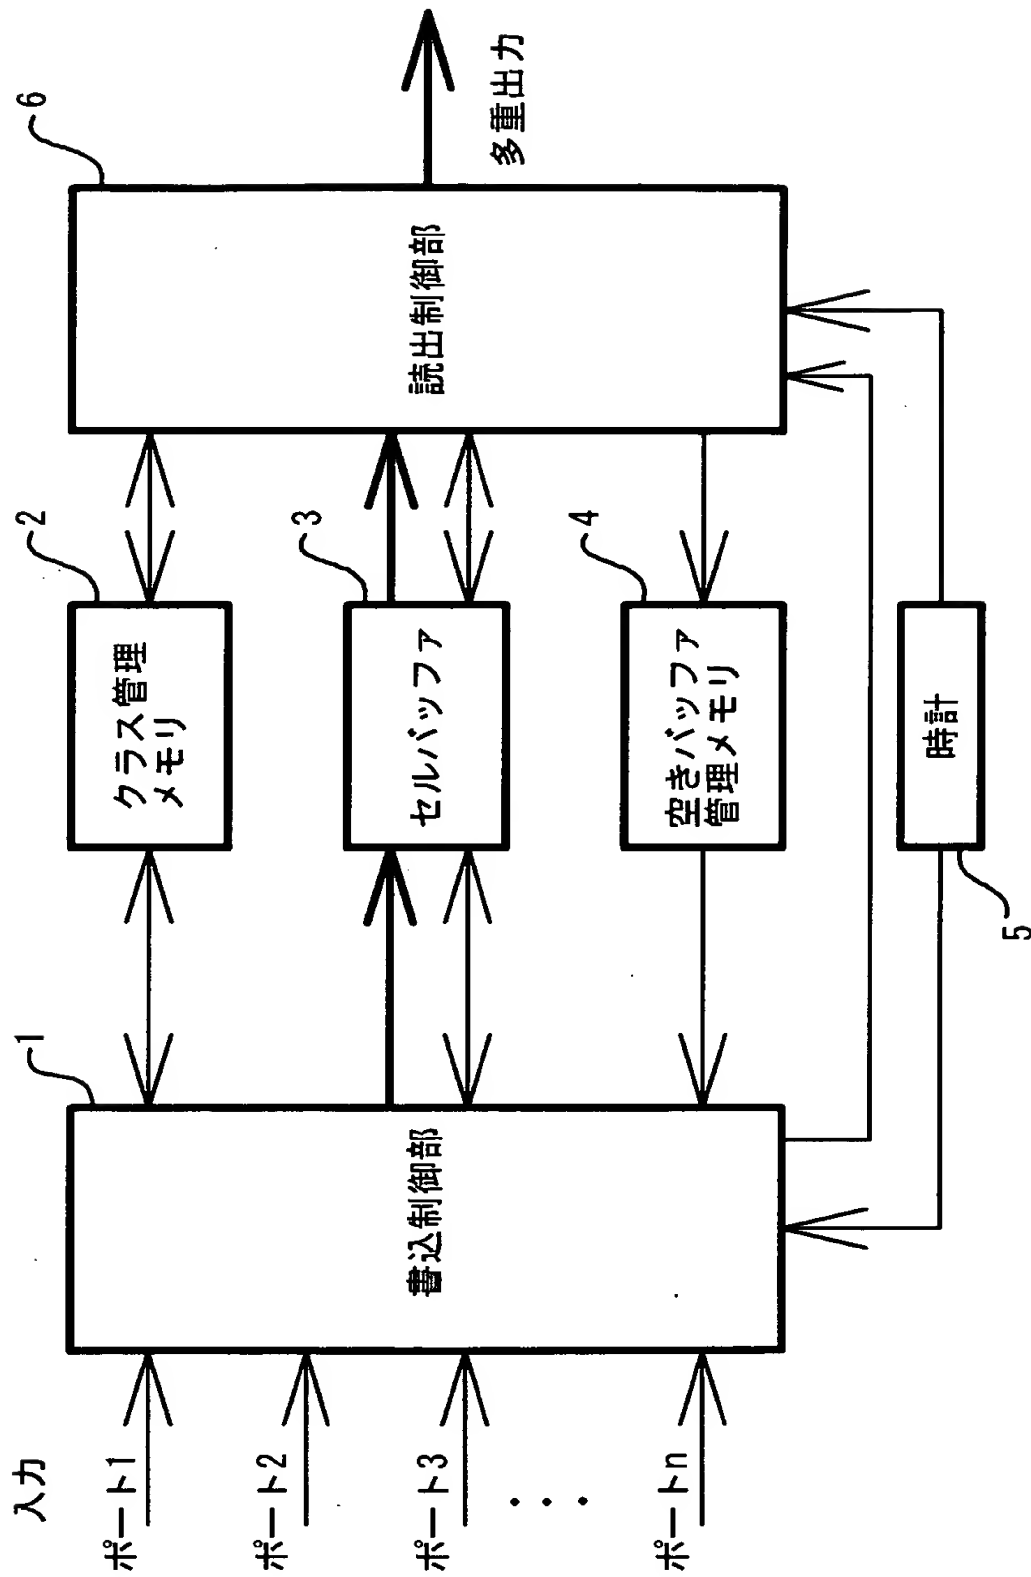 入力
ポート1
ポート2
ポート3
・・・
ポートn
1
書込制御部
2
クラス管理
メモリ
3
セルバッファ
4
空きバッファ
管理メモリ
5
時計
6
読出制御部
多重出力